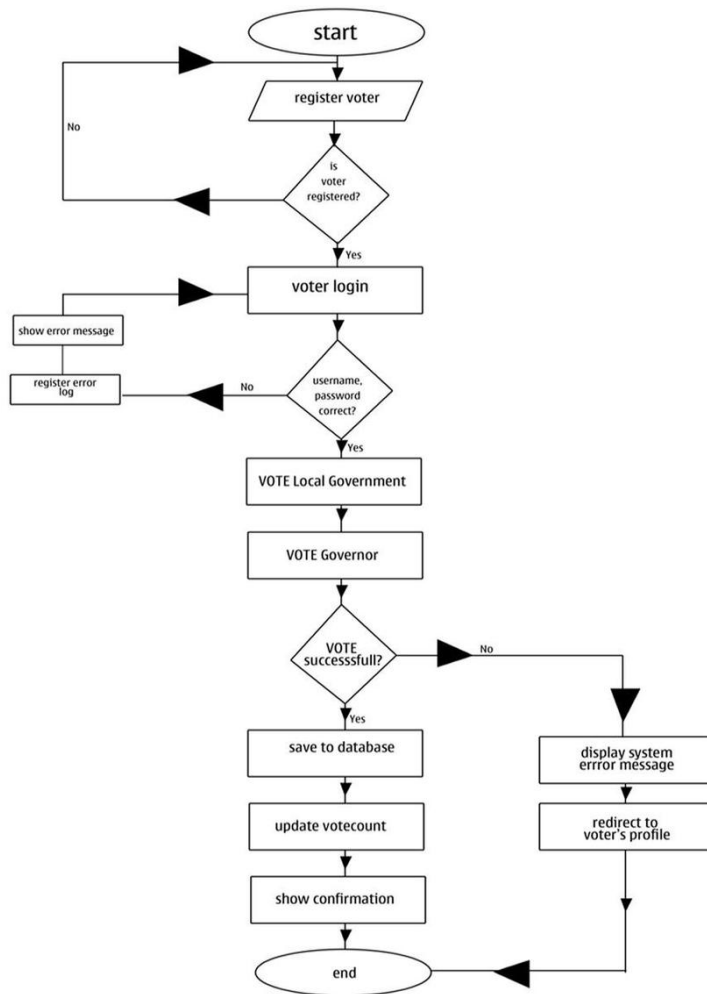 start
register voter
No
is
voter
registered?
Yes
voter login
show error message
register error
log
No
username,
password
correct?
Yes
VOTE Local Government
VOTE Governor
VOTE
successsfull?
No
Yes
save to database
display system
errror message
update votecount
redirect to
voter's profile
show confirmation
end